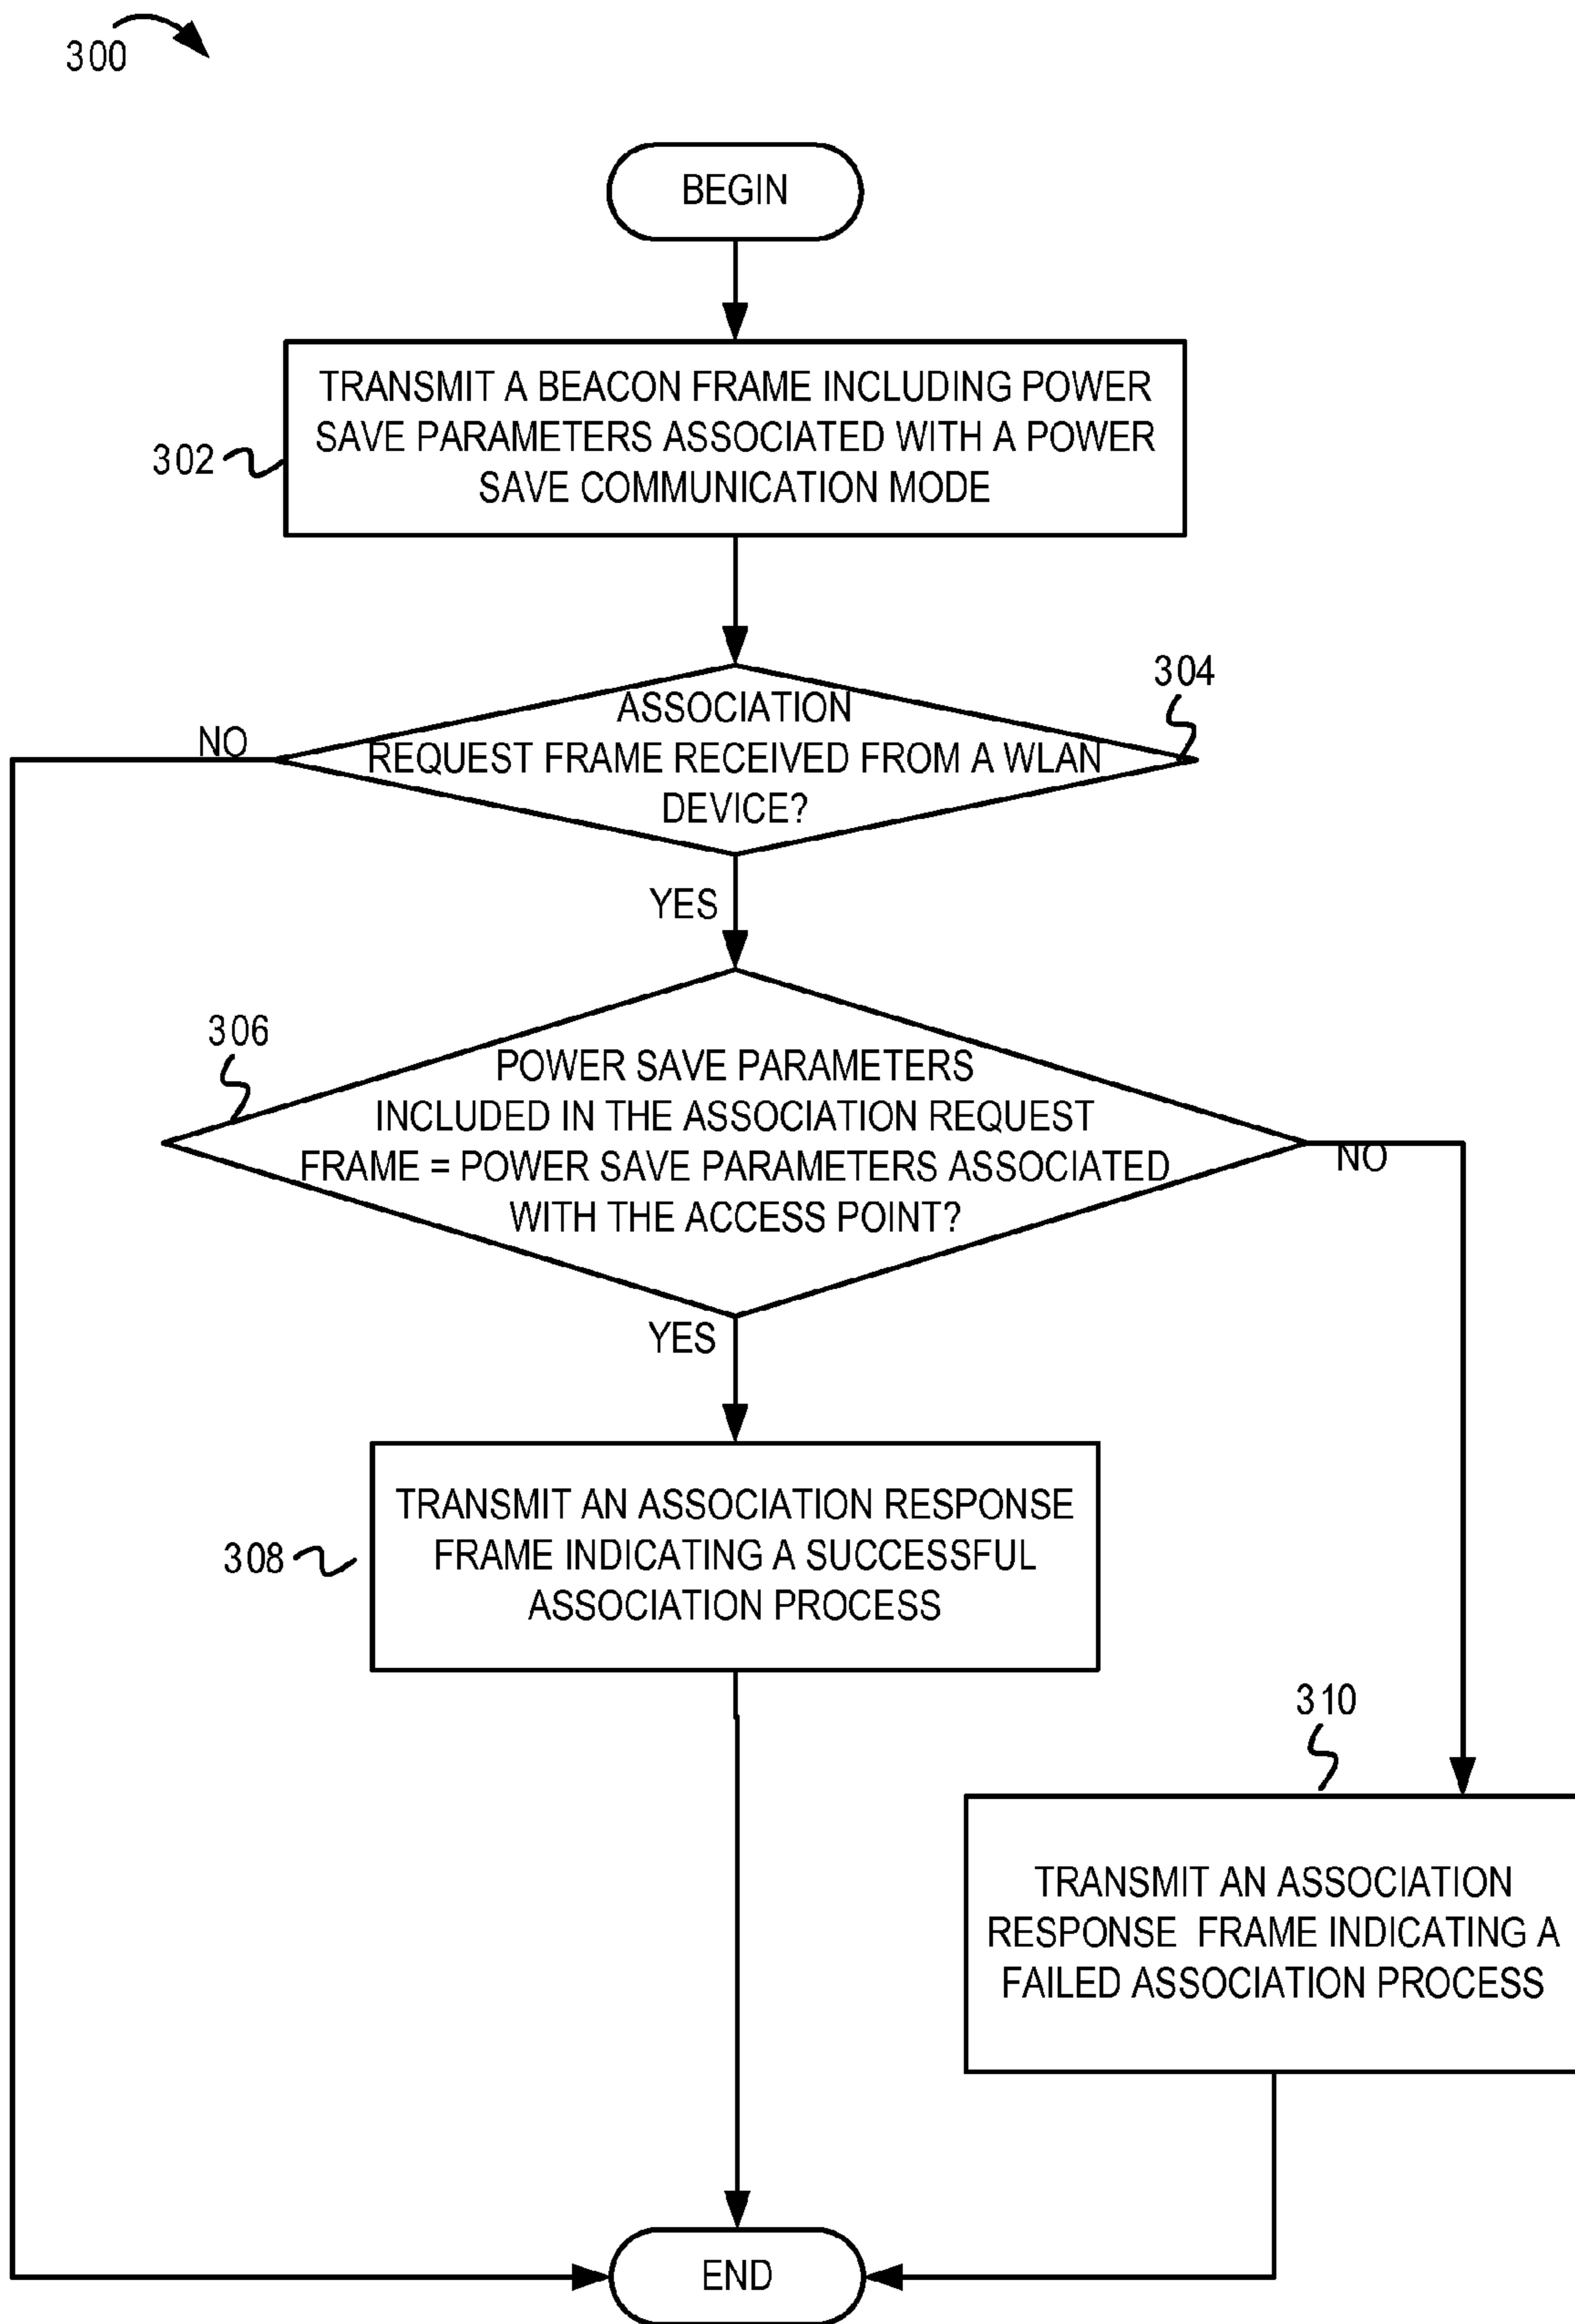 300
BEGIN
TRANSMIT A BEACON FRAME INCLUDING POWER
SAVE PARAMETERS ASSOCIATED WITH A POWER
SAVE COMMUNICATION MODE
302
304
ASSOCIATION
REQUEST FRAME RECEIVED FROM A WLAN
DEVICE?
NO
YES
306
POWER SAVE PARAMETERS
INCLUDED IN THE ASSOCIATION REQUEST
FRAME = POWER SAVE PARAMETERS ASSOCIATED
WITH THE ACCESS POINT?
NO
YES
TRANSMIT AN ASSOCIATION RESPONSE
FRAME INDICATING A SUCCESSFUL
ASSOCIATION PROCESS
308
310
TRANSMIT AN ASSOCIATION
RESPONSE  FRAME INDICATING A
FAILED ASSOCIATION PROCESS
END